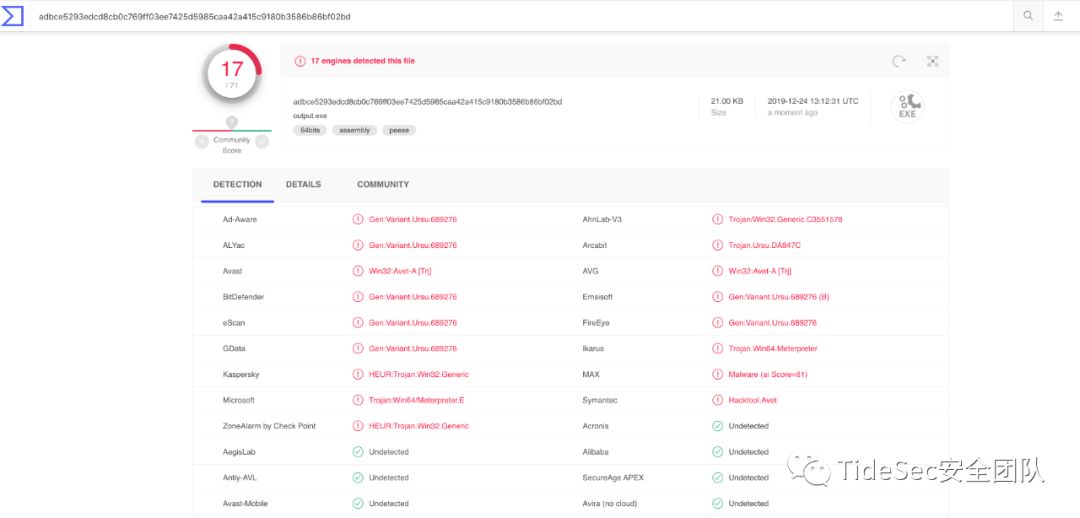 adbce5293edcd8cb0c769ff03ee7425d5985caa42a415c9180b3586b86bf02bd
17
/ 71
?
Community
Score
17 engines detected this file
adbce5293edcd8cb0c769ff03ee7425d5985caa42a415c9180b3586b86bf02bd
output.exe
64bits assembly peexe
21.00 KB
Size
2019-12-24 13:12:31 UTC
a moment ago
EXE
DETECTION DETAILS COMMUNITY
Ad-Aware Gen:Variant.Ursu.689276 AhnLab-V3 Trojan/Win32.Generic.C3551578
ALYac Gen:Variant.Ursu.689276 Arcabit Trojan.Ursu.DA847C
Avast Win32:Avet-A [Trj] AVG Win32:Avet-A [Trj]
BitDefender Gen:Variant.Ursu.689276 Emsisoft Gen:Variant.Ursu.689276 (B)
eScan Gen:Variant.Ursu.689276 FireEye Gen:Variant.Ursu.689276
GData Gen:Variant.Ursu.689276 Ikarus Trojan.Win64.Meterpreter
Kaspersky HEUR:Trojan.Win32.Generic MAX Malware (ai Score=81)
Microsoft Trojan:Win64/Meterpreter.E Symantec Hacktool.Avet
ZoneAlarm by Check Point HEUR:Trojan.Win32.Generic Acronis Undetected
AegisLab Undetected Alibaba Undetected
Antiy-AVL Undetected SecureAge APEX Undetected
Avast-Mobile Undetected Avira (no cloud) Undetected
TideSec安全团队